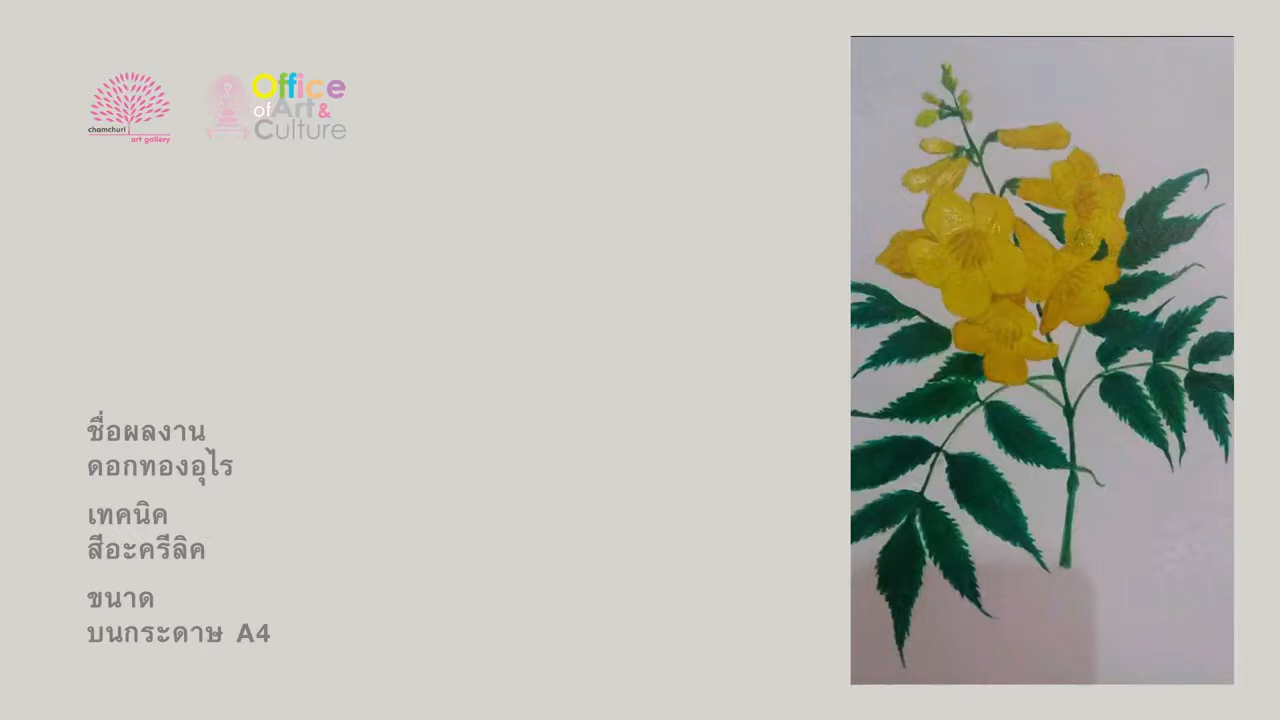 chamchuri
art gallery
Office
of Art &
Culture
ชื่อผลงาน
ดอกทองอุไร
เทคนิค
สีอะครีลิค
ขนาด
บนกระดาษ A4